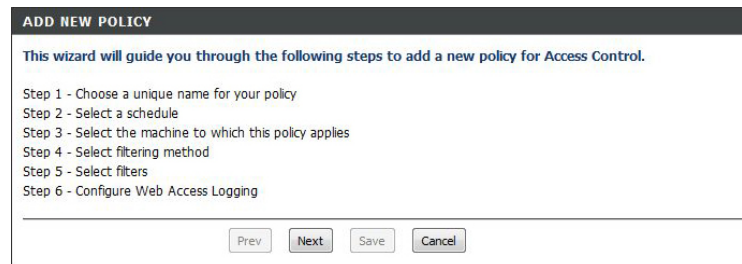 ADD NEW POLICY
This wizard will guide you through the following steps to add a new policy for Access Control.
Step 1 - Choose a unique name for your policy
Step 2 - Select a schedule
Step 3 - Select the machine to which this policy applies
Step 4 - Select filtering method
Step 5 - Select filters
Step 6 - Configure Web Access Logging
Prev Next Save Cancel